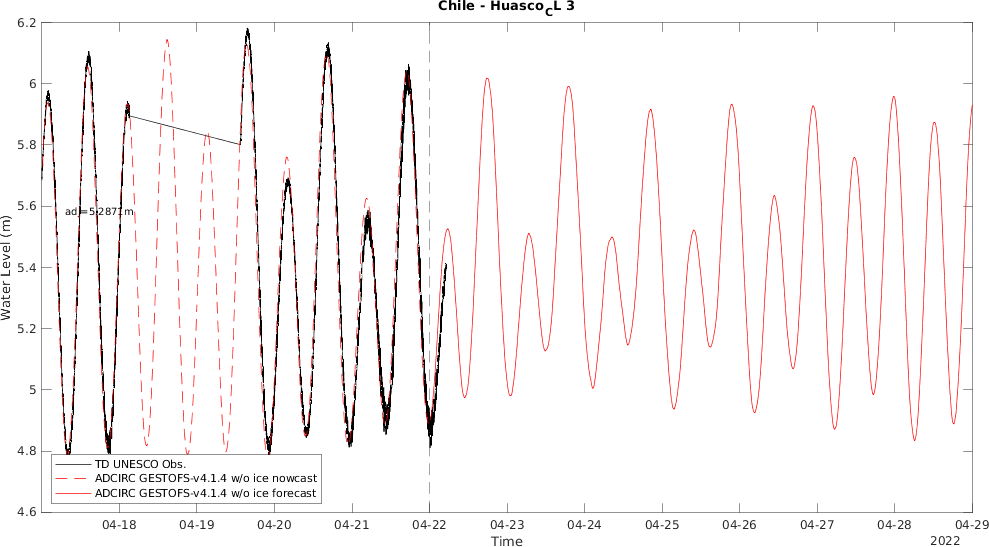 Chile - HuascoCL 3
Water Level (m)
6.2
6
5.8
5.6
5.4
5.2
5
4.8
4.6
adj=5.2871m
TD UNESCO Obs.
ADCIRC GESTOFS-v4.1.4 w/o ice nowcast
ADCIRC GESTOFS-v4.1.4 w/o ice forecast
04-18 04-19 04-20 04-21 04-22 04-23 04-24 04-25 04-26 04-27 04-28 04-29
Time
2022